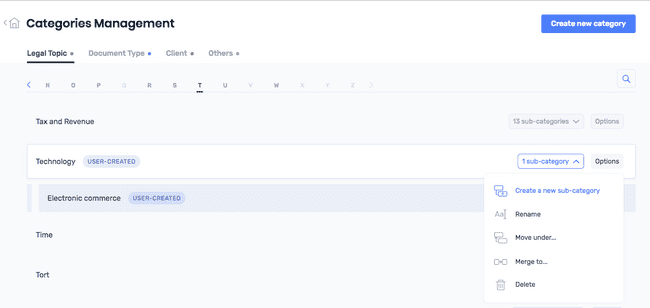 Categories Management
Create new category
Legal Topic Document Type Client Others
N O P Q R S T U V W X Y Z
Tax and Revenue 13 sub-categories Options
Technology USER-CREATED 1 sub-category Options
Create a new sub-category
Electronic commerce USER-CREATED
Aa Rename
Time Move under...
Merge to...
Tort Delete